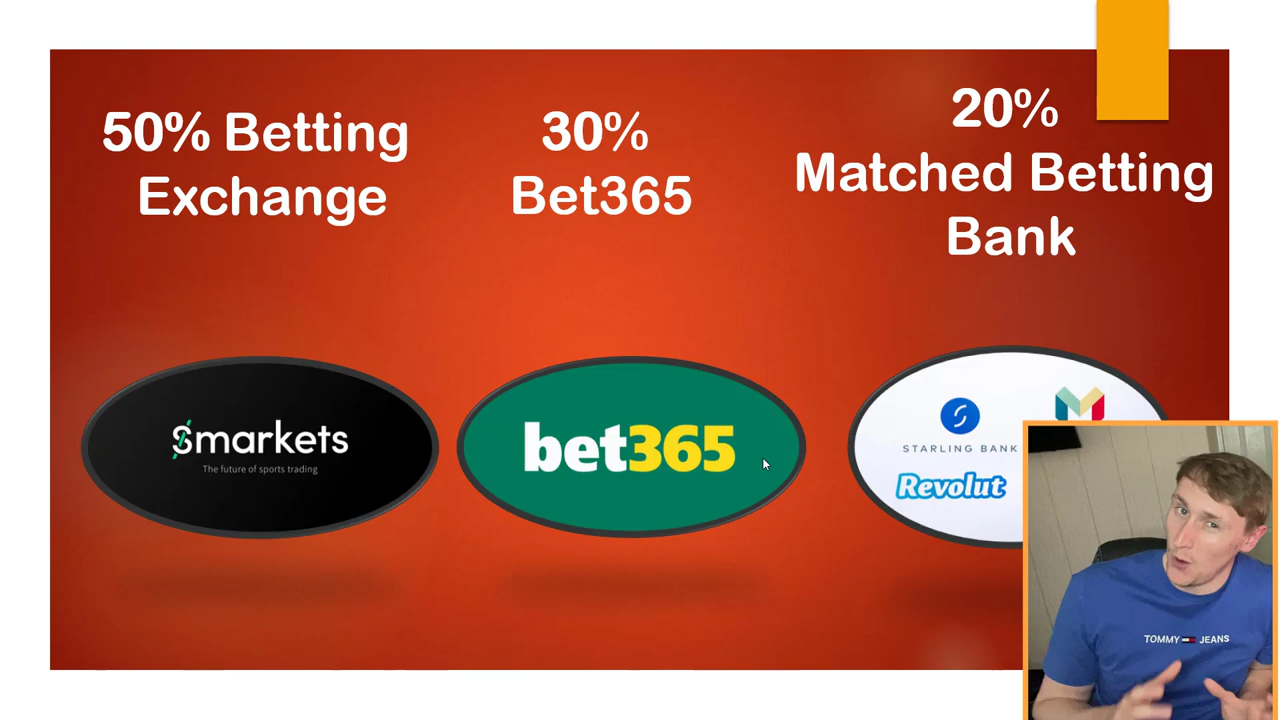 50% Betting
Exchange
30%
Bet365
20%
Matched Betting
Bank
smarkets
The future of sports trading
bet365
STARLING BANK
Revolut
TOMMY JEANS